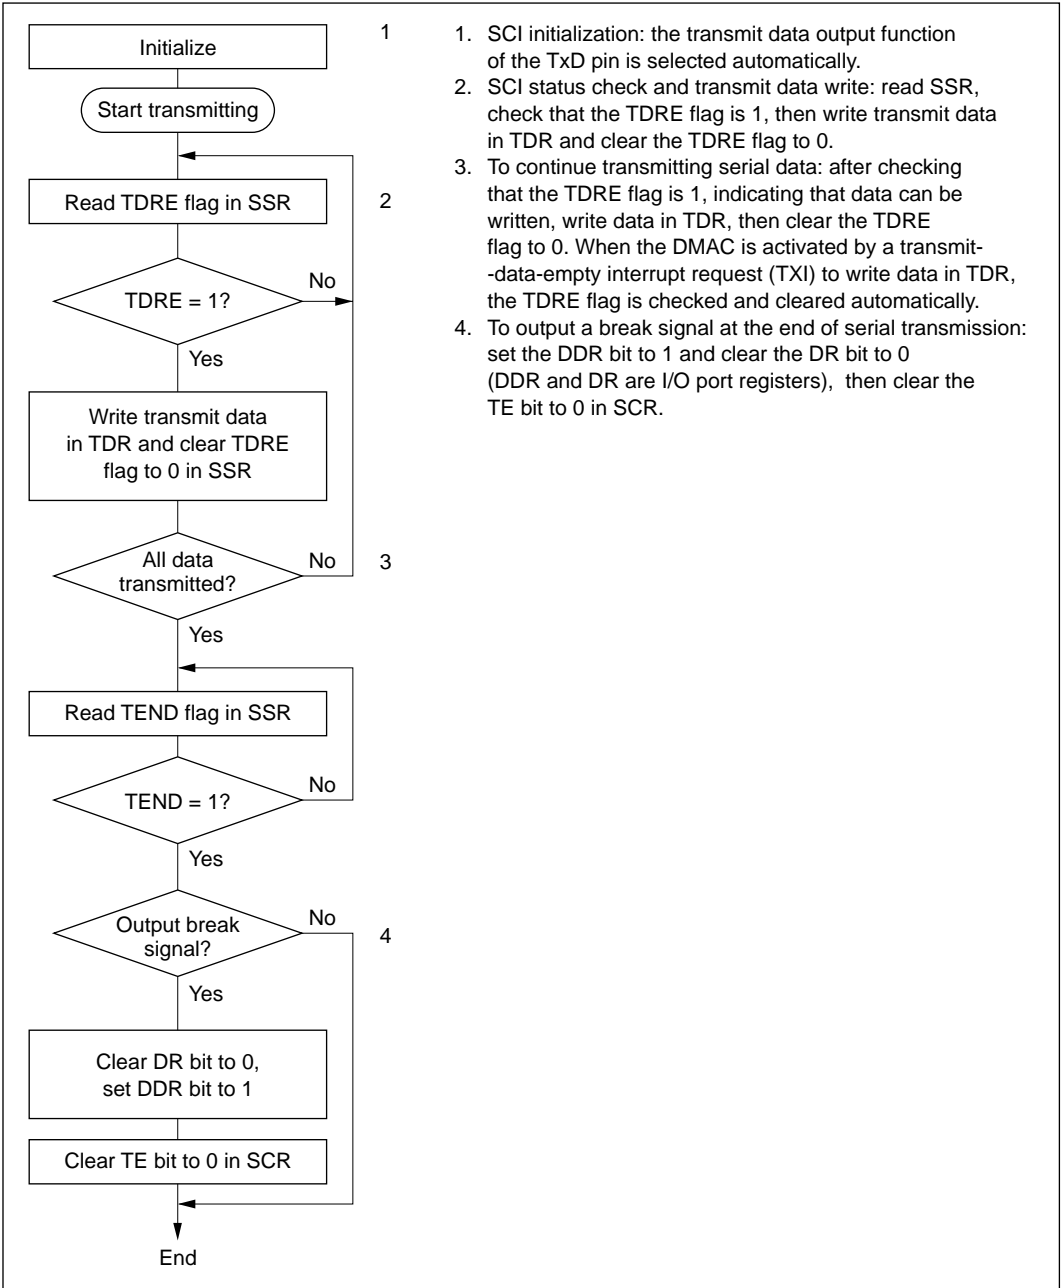 Initialize
1
Start transmitting
Read TDRE flag in SSR
2
TDRE = 1?
No
Yes
Write transmit data
in TDR and clear TDRE
flag to 0 in SSR
All data
transmitted?
No
3
Yes
Read TEND flag in SSR
TEND = 1?
No
Yes
Output break
signal?
No
4
Yes
Clear DR bit to 0,
set DDR bit to 1
Clear TE bit to 0 in SCR
End
1. SCI initialization: the transmit data output function
of the TxD pin is selected automatically.
2. SCI status check and transmit data write: read SSR,
check that the TDRE flag is 1, then write transmit data
in TDR and clear the TDRE flag to 0.
3. To continue transmitting serial data: after checking
that the TDRE flag is 1, indicating that data can be
written, write data in TDR, then clear the TDRE
flag to 0. When the DMAC is activated by a transmit-
-data-empty interrupt request (TXI) to write data in TDR,
the TDRE flag is checked and cleared automatically.
4. To output a break signal at the end of serial transmission:
set the DDR bit to 1 and clear the DR bit to 0
(DDR and DR are I/O port registers), then clear the
TE bit to 0 in SCR.